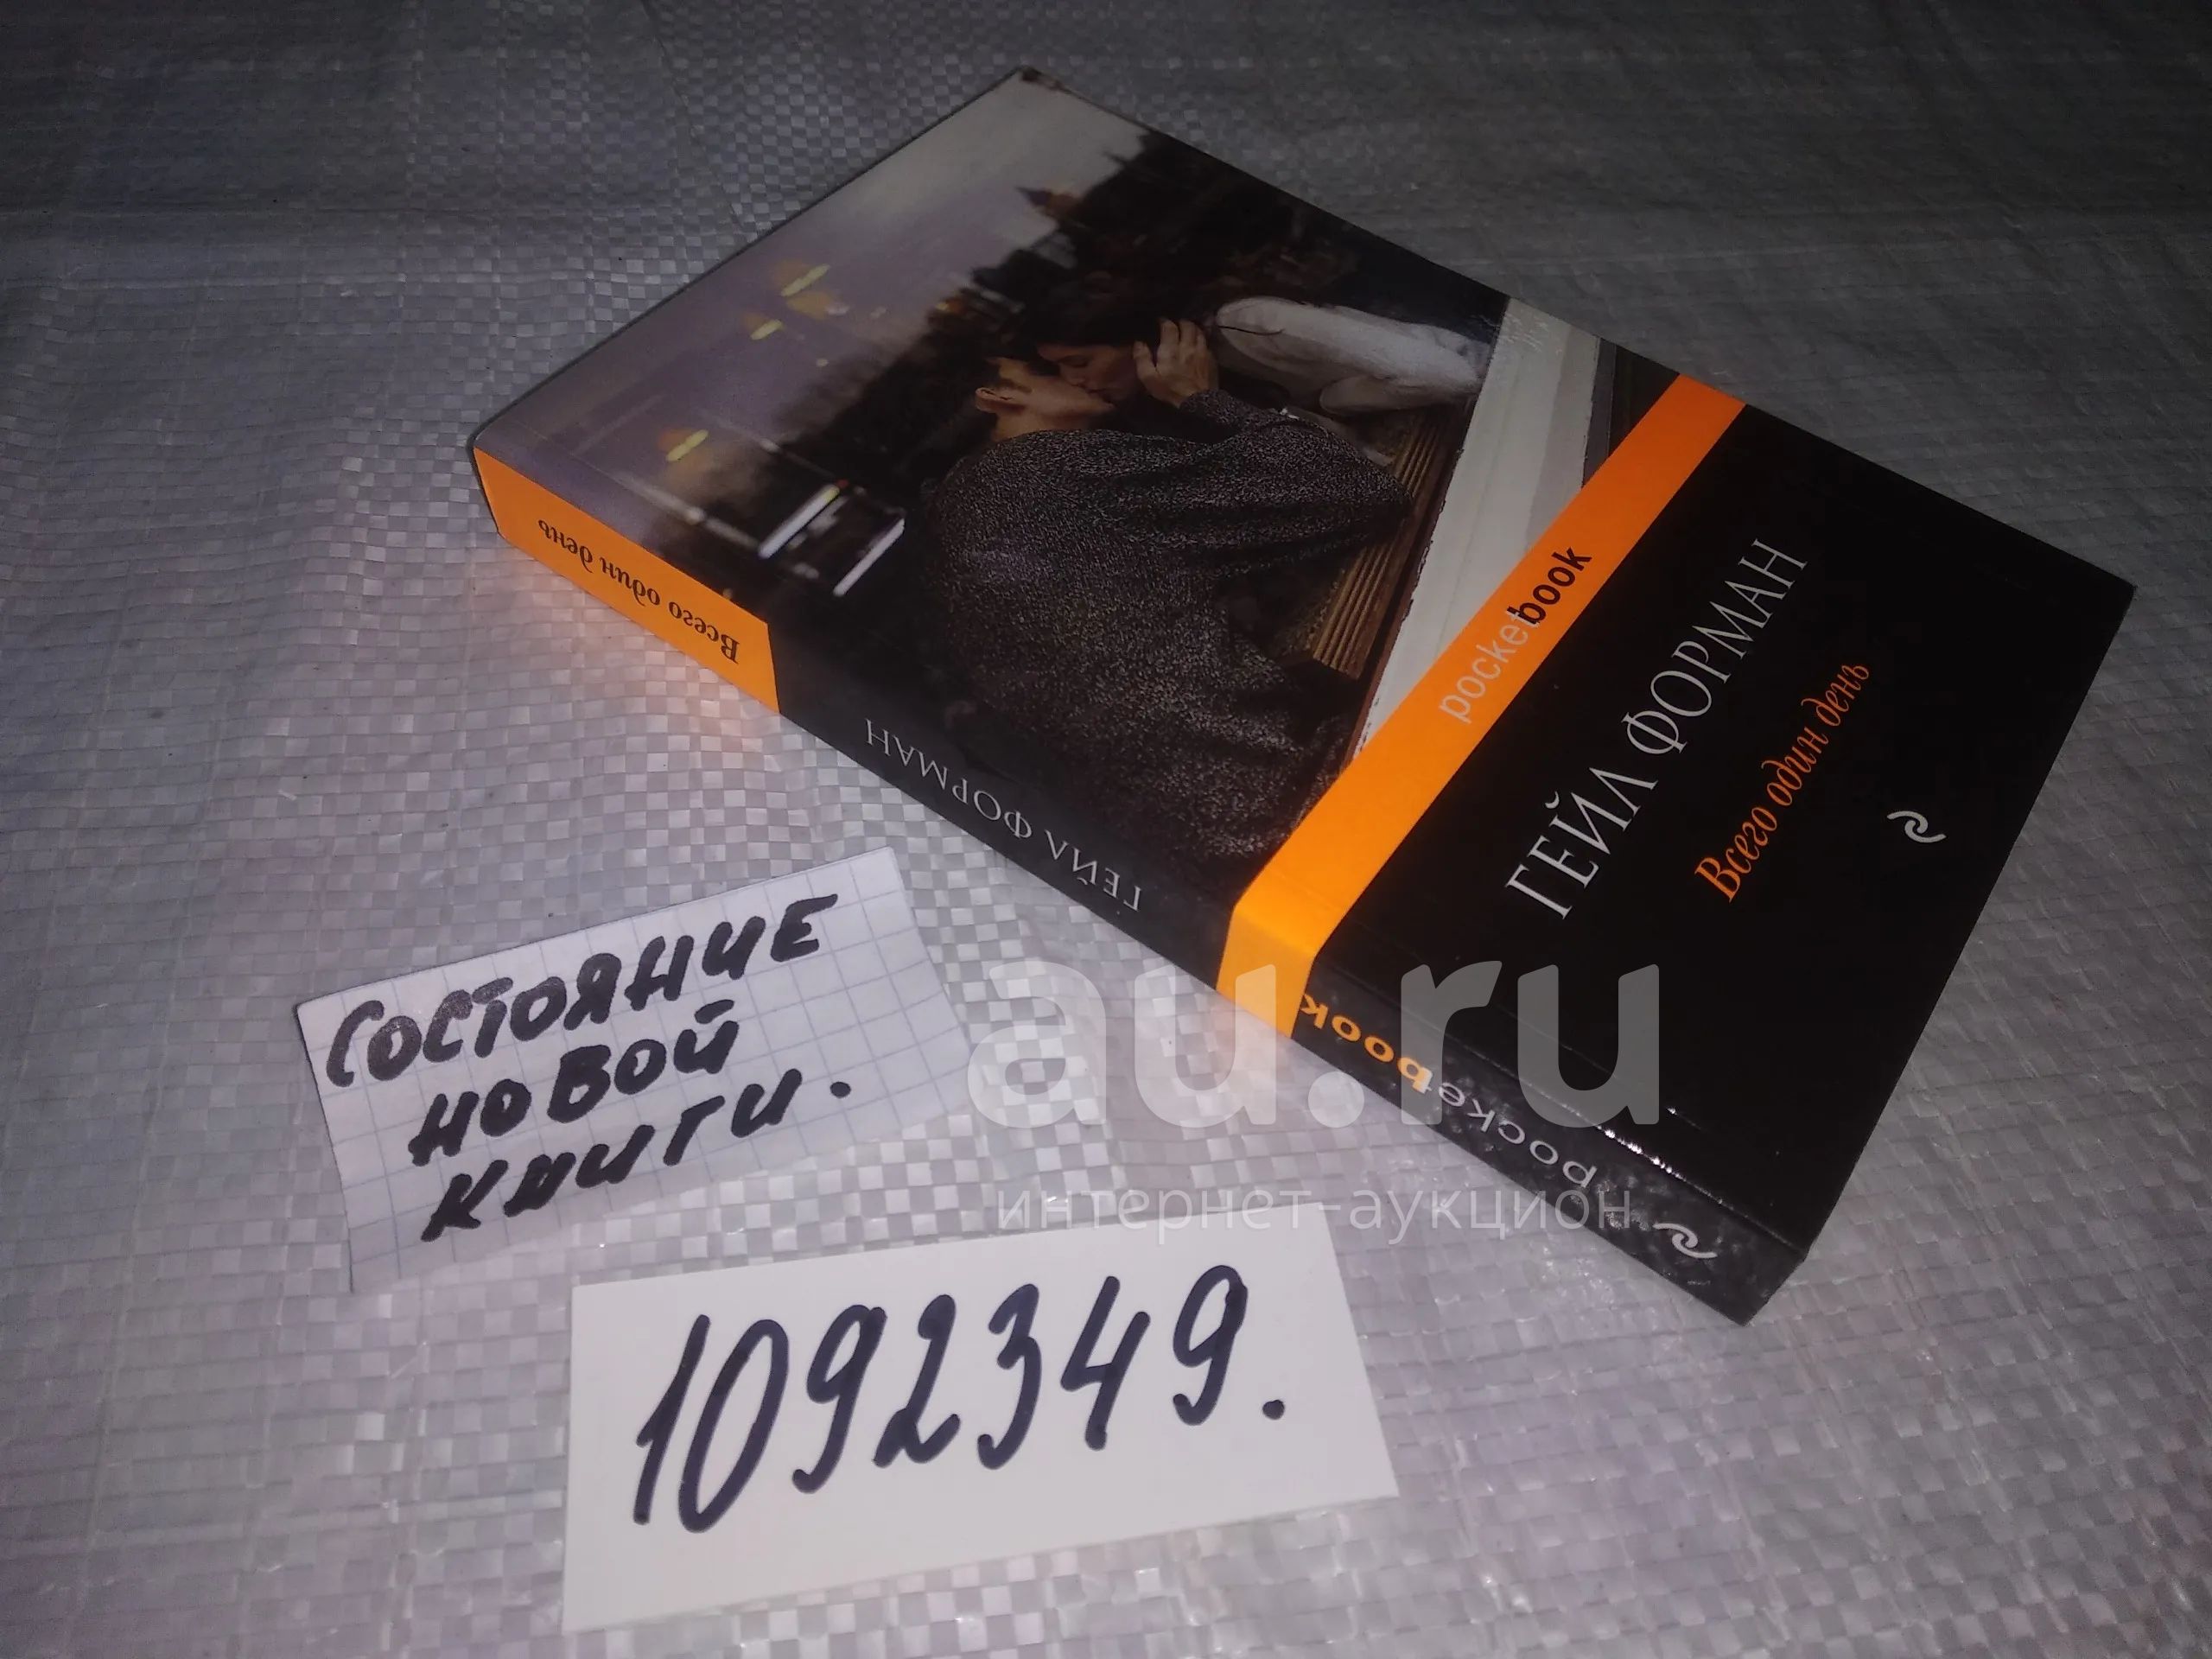 pocketbook
ГЕЙЛ ФОРМАН
Всего один день
Всего один день
ГЕЙЛ ФОРМАН
pocketbook
СОСТОЯНИЕ
НОВОЙ
КНИГИ.
1092349.
au.ru
интернет-аукцион